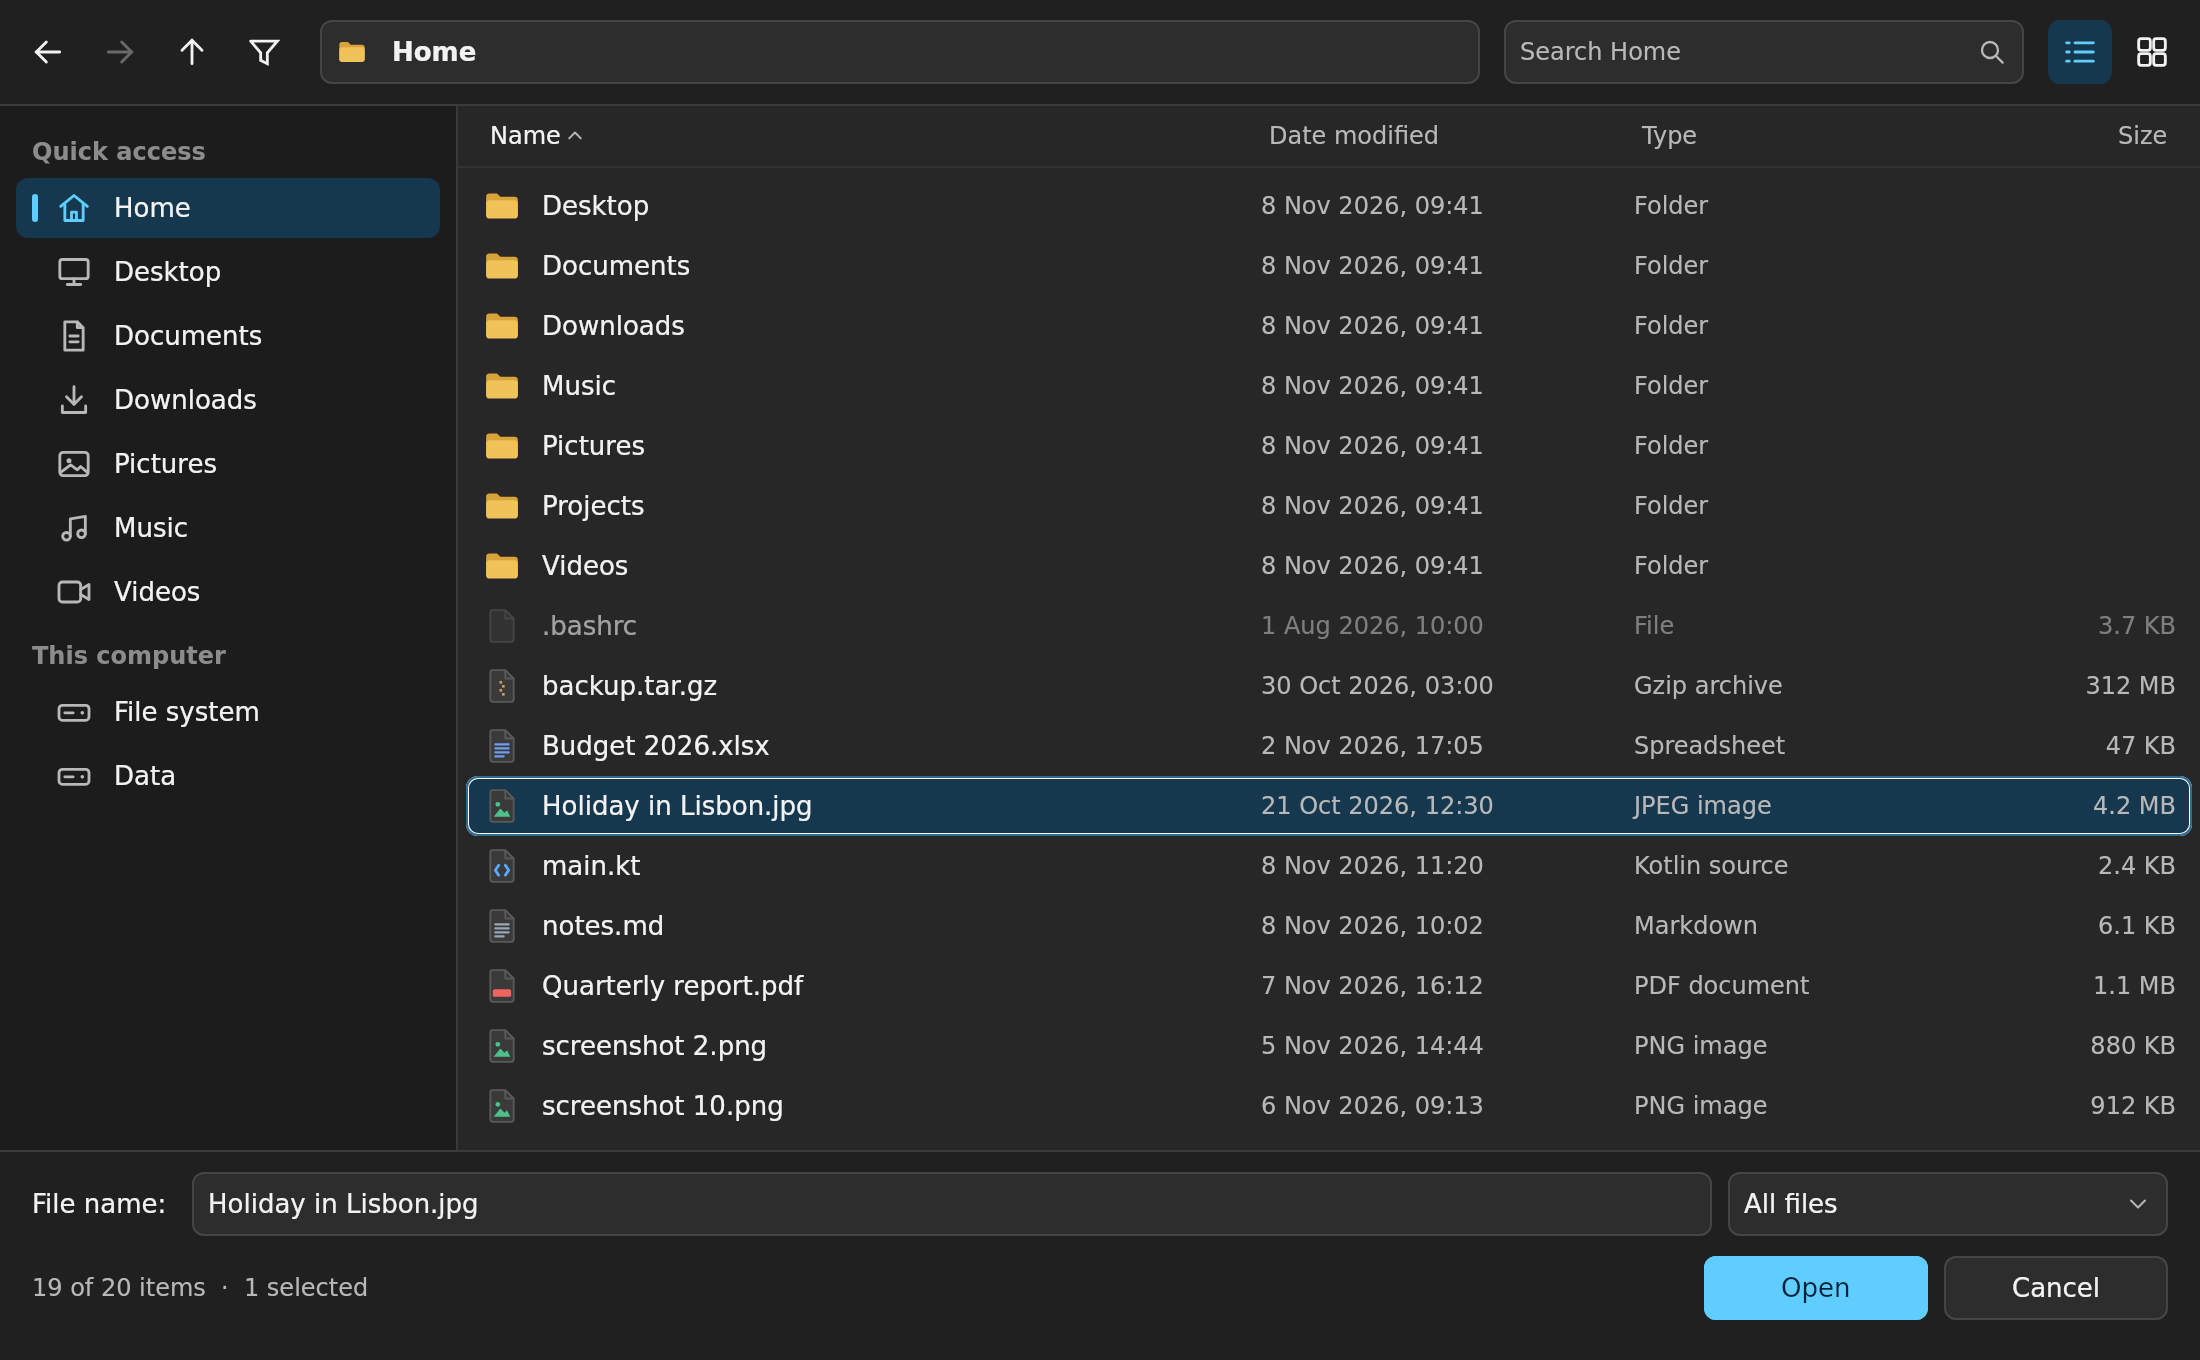 Home
Search Home
Quick access
Home
Desktop
Documents
Downloads
Pictures
Music
Videos
This computer
File system
Data
Name Date modified Type Size
Desktop 8 Nov 2026, 09:41 Folder
Documents 8 Nov 2026, 09:41 Folder
Downloads 8 Nov 2026, 09:41 Folder
Music 8 Nov 2026, 09:41 Folder
Pictures 8 Nov 2026, 09:41 Folder
Projects 8 Nov 2026, 09:41 Folder
Videos 8 Nov 2026, 09:41 Folder
.bashrc 1 Aug 2026, 10:00 File 3.7 KB
backup.tar.gz 30 Oct 2026, 03:00 Gzip archive 312 MB
Budget 2026.xlsx 2 Nov 2026, 17:05 Spreadsheet 47 KB
Holiday in Lisbon.jpg 21 Oct 2026, 12:30 JPEG image 4.2 MB
main.kt 8 Nov 2026, 11:20 Kotlin source 2.4 KB
notes.md 8 Nov 2026, 10:02 Markdown 6.1 KB
Quarterly report.pdf 7 Nov 2026, 16:12 PDF document 1.1 MB
screenshot 2.png 5 Nov 2026, 14:44 PNG image 880 KB
screenshot 10.png 6 Nov 2026, 09:13 PNG image 912 KB
File name: Holiday in Lisbon.jpg All files
19 of 20 items · 1 selected Open Cancel